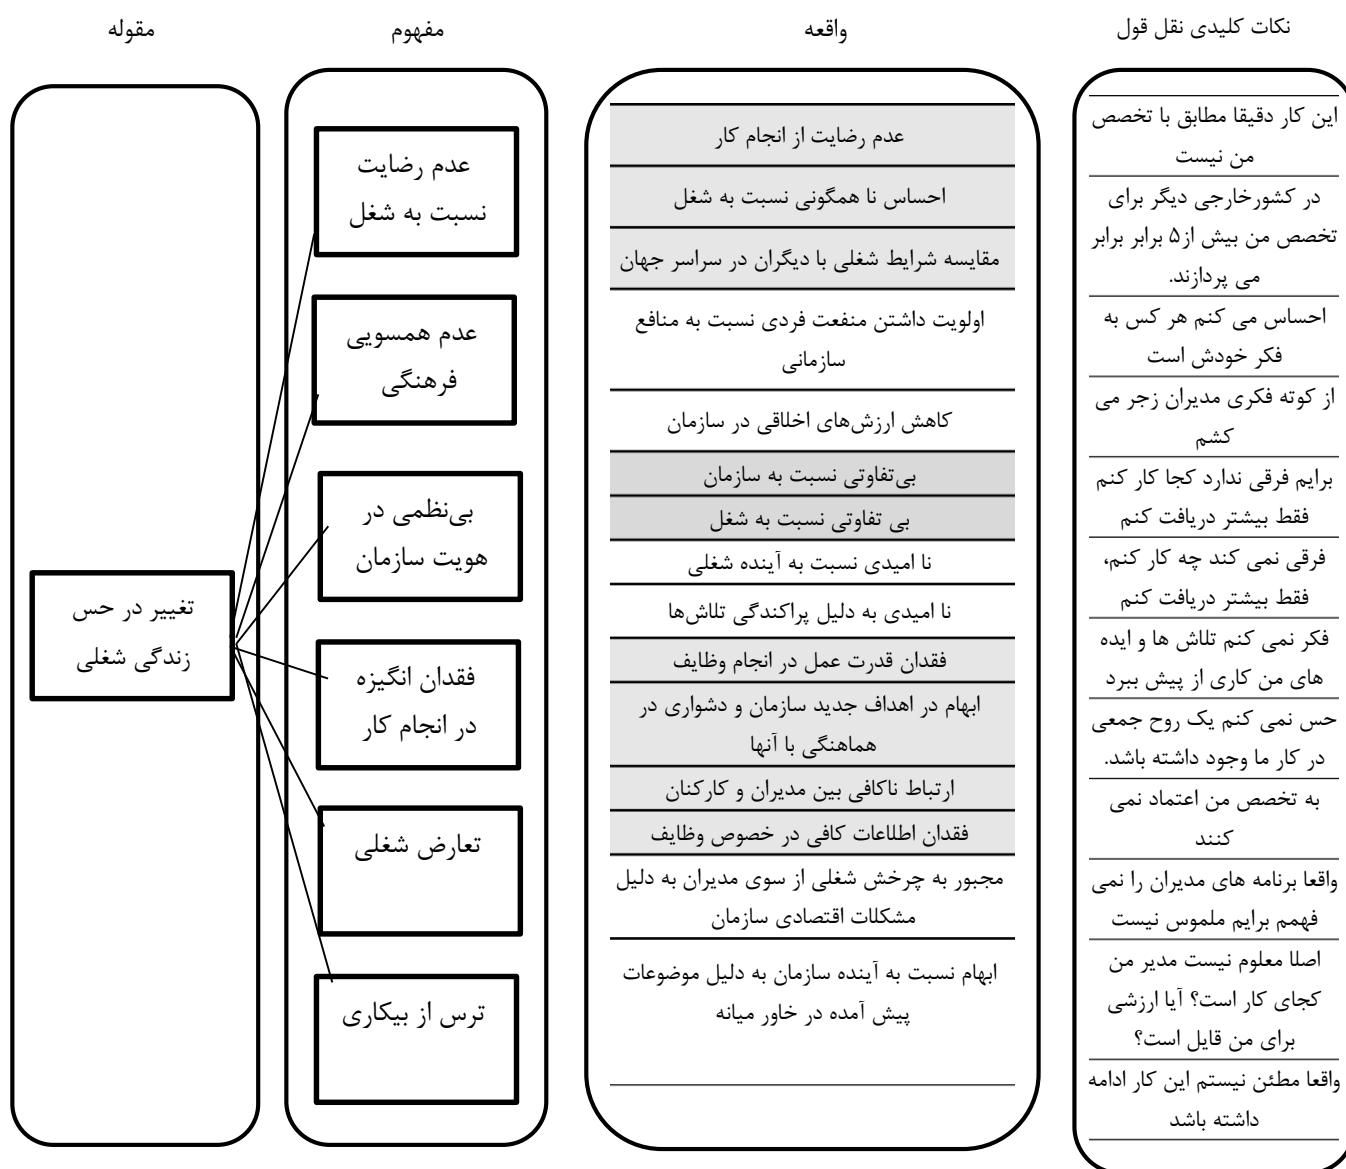 نکات کلیدی نقل قول
واقعه
مفهوم
مقوله
این کار دقیقا مطابق با تخصص
من نیست
در کشورخارجی دیگر برای
تخصص من بیش از۵ برابر برابر
می پردازند.
احساس می کنم هر کس به
فکر خودش است
از کوته فکری مدیران زجر می
کشم
برایم فرقی ندارد کجا کار کنم
فقط بیشتر دریافت کنم
فرقی نمی کند چه کار کنم،
فقط بیشتر دریافت کنم
فکر نمی کنم تلاش ها و ایده
های من کاری از پیش ببرد
حس نمی کنم یک روح جمعی
در کار ما وجود داشته باشد.
به تخصص من اعتماد نمی
کنند
واقعا برنامه های مدیران را نمی
فهمم برایم ملموس نیست
اصلا معلوم نیست مدیر من
کجای کار است؟ آیا ارزشی
برای من قایل است؟
واقعا مطئن نیستم این کار ادامه
داشته باشد
عدم رضایت از انجام کار
احساس نا همگونی نسبت به شغل
مقایسه شرایط شغلی با دیگران در سراسر جهان
اولویت داشتن منفعت فردی نسبت به منافع
سازمانی
کاهش ارزش‌های اخلاقی در سازمان
بی‌تفاوتی نسبت به سازمان
بی تفاوتی نسبت به شغل
نا امیدی نسبت به آینده شغلی
نا امیدی به دلیل پراکندگی تلاش‌ها
فقدان قدرت عمل در انجام وظایف
ابهام در اهداف جدید سازمان و دشواری در
هماهنگی با آنها
ارتباط ناکافی بین مدیران و کارکنان
فقدان اطلاعات کافی در خصوص وظایف
مجبور به چرخش شغلی از سوی مدیران به دلیل
مشکلات اقتصادی سازمان
ابهام نسبت به آینده سازمان به دلیل موضوعات
پیش آمده در خاور میانه
عدم رضایت
نسبت به شغل
عدم همسویی
فرهنگی
بی‌نظمی در
هویت سازمان
فقدان انگیزه
در انجام کار
تعارض شغلی
ترس از بیکاری
تغییر در حس
زندگی شغلی